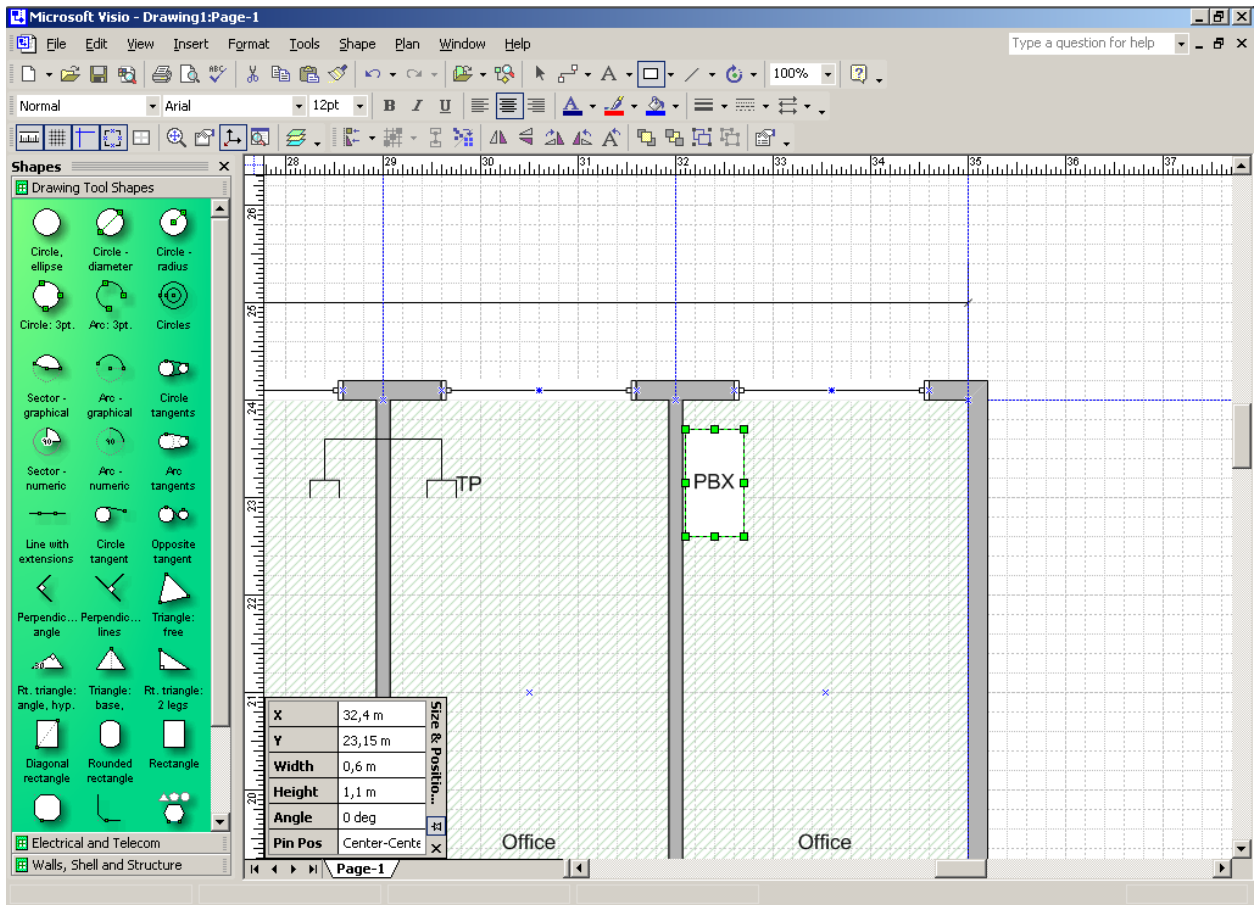 Microsoft Visio - Drawing1:Page-1
File Edit View Insert Format Tools Shape Plan Window Help
Type a question for help
100%
Normal Arial 12pt B I U
Shapes
Drawing Tool Shapes
Circle, ellipse
Circle - diameter
Circle - radius
Circle: 3pt.
Arc: 3pt.
Circles
Sector - graphical
Arc - graphical
Circle tangents
Sector - numeric
Arc - numeric
Arc tangents
Line with extensions
Circle tangent
Opposite tangent
Perpendic... angle
Perpendic... lines
Triangle: free
Rt. triangle: angle, hyp.
Triangle: base,
Rt. triangle: 2 legs
Diagonal rectangle
Rounded rectangle
Rectangle
Electrical and Telecom
Walls, Shell and Structure
28 29 30 31 32 33 34 35 36 37
26
25
24
23
22
21
20
TP
PBX
Size & Positio...
X 32,4 m
Y 23,15 m
Width 0,6 m
Height 1,1 m
Angle 0 deg
Pin Pos Center-Cente
Office Office
Page-1